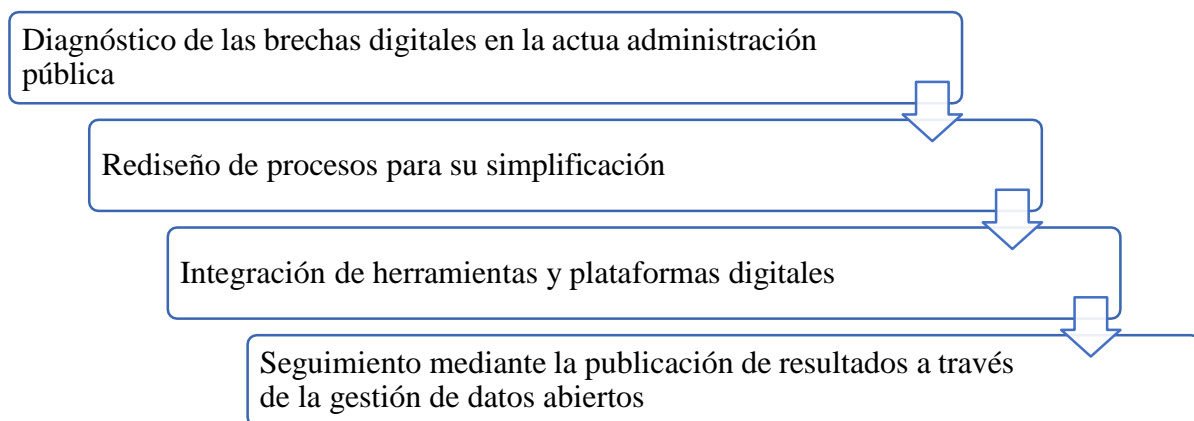 Diagnóstico de las brechas digitales en la actua administración
pública
Rediseño de procesos para su simplificación
Integración de herramientas y plataformas digitales
Seguimiento mediante la publicación de resultados a través
de la gestión de datos abiertos